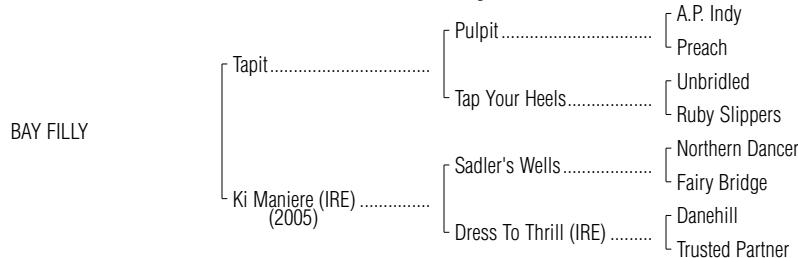 A.P. Indy
Pulpit
Preach
Tapit
Unbridled
Tap Your Heels
Ruby Slippers
BAY FILLY
Northern Dancer
Sadler's Wells
Fairy Bridge
Ki Maniere (IRE)
(2005)
Danehill
Dress To Thrill (IRE)
Trusted Partner